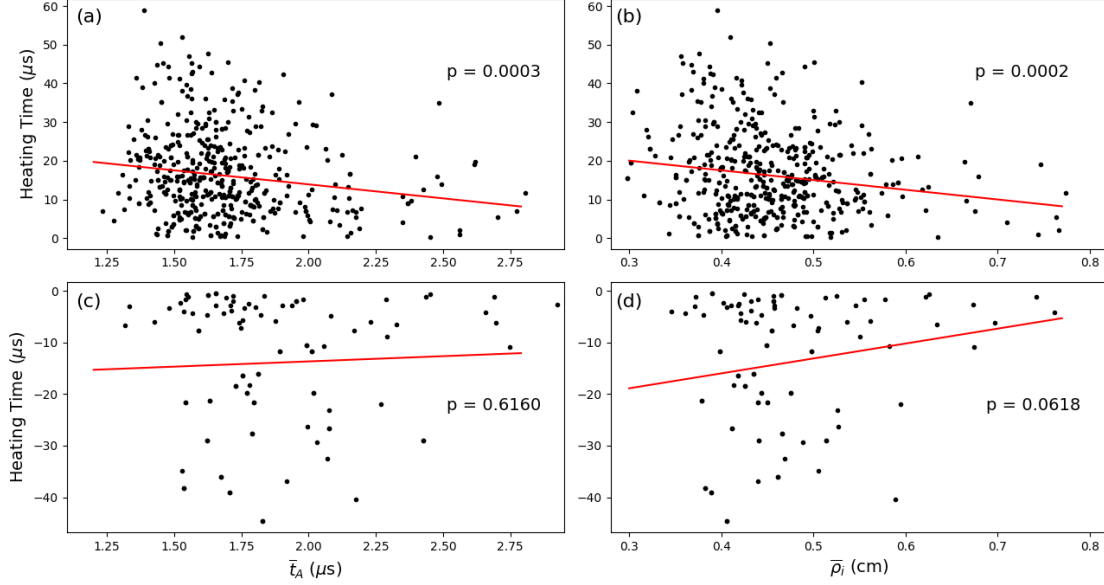 (a)
p = 0.0003
Heating Time (μs)
60
50
40
30
20
10
0
1.25 1.50 1.75 2.00 2.25 2.50 2.75
(b)
p = 0.0002
60
50
40
30
20
10
0
0.3 0.4 0.5 0.6 0.7 0.8
(c)
p = 0.6160
Heating Time (μs)
0
−10
−20
−30
−40
1.25 1.50 1.75 2.00 2.25 2.50 2.75
t̅_A (μs)
(d)
p = 0.0618
0
−10
−20
−30
−40
0.3 0.4 0.5 0.6 0.7 0.8
ρ̅_i (cm)